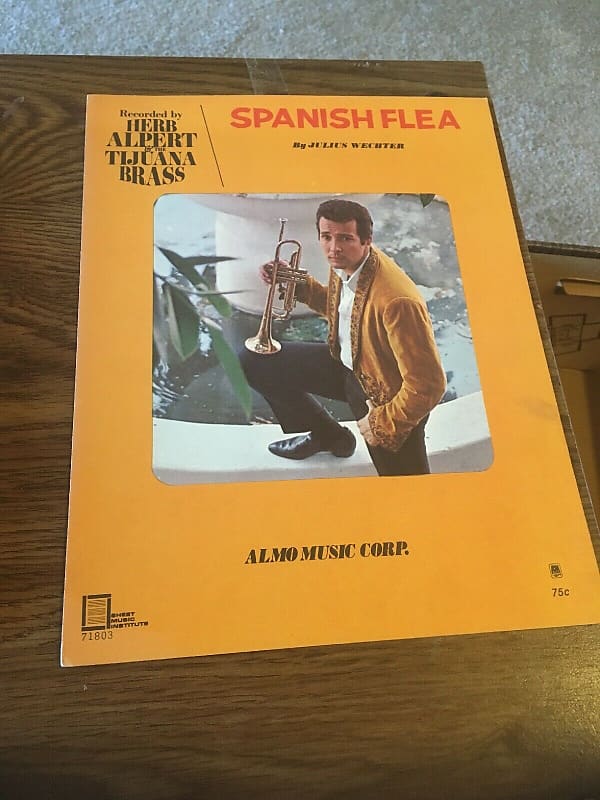 Recorded by
HERB
ALPERT
& THE
TIJUANA
BRASS
SPANISH FLEA
By JULIUS WECHTER
ALMO MUSIC CORP.
75c
SHEET
MUSIC
INSTITUTE
71803